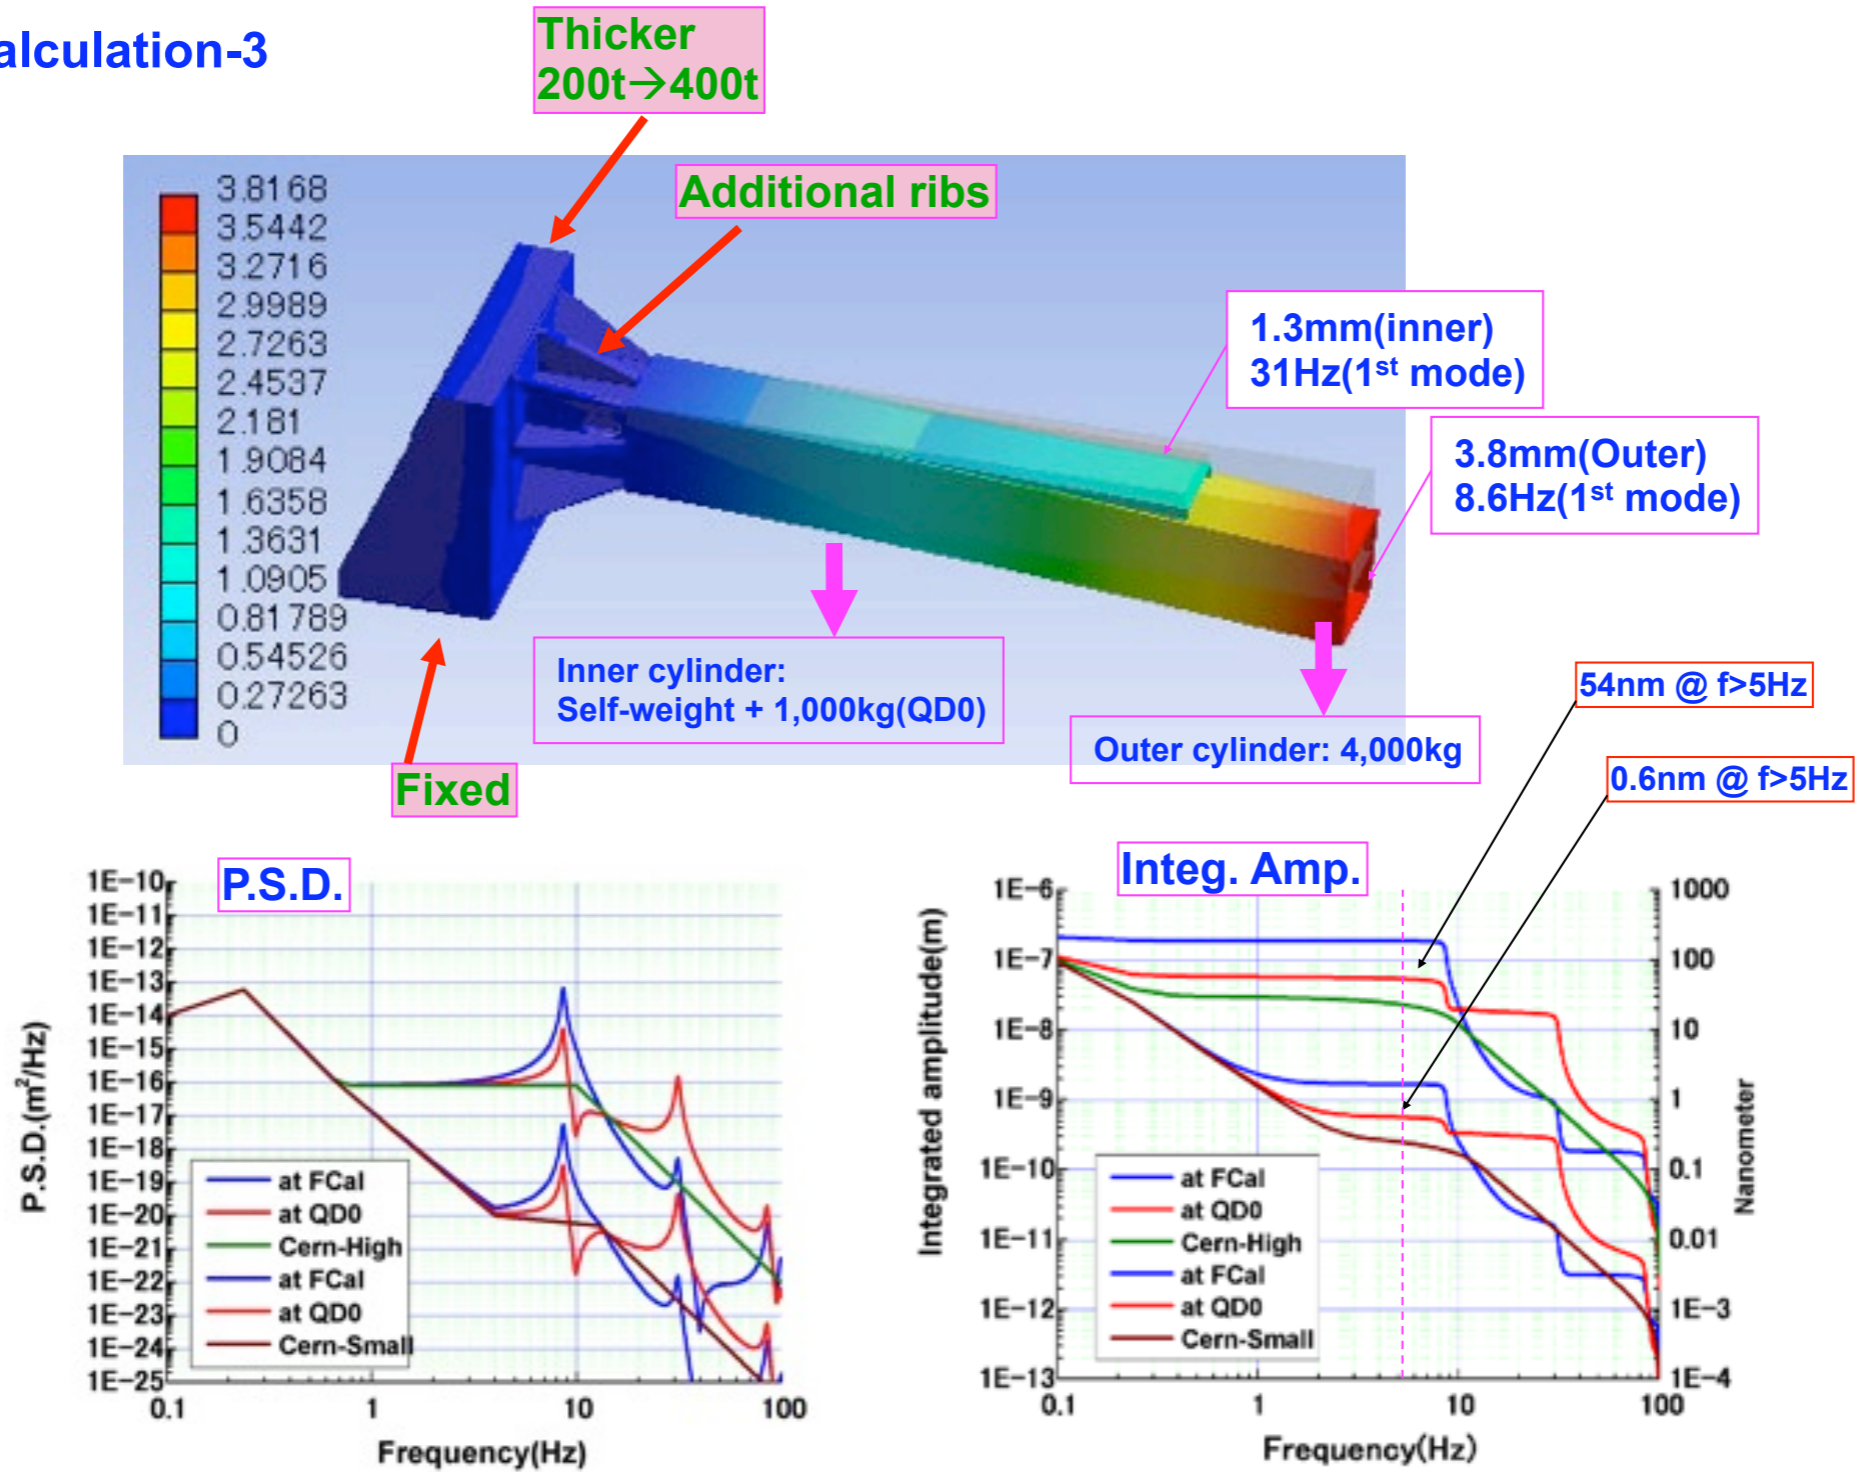 alculation-3
Thicker
200t→400t
Additional ribs
3.8168
3.5442
3.2716
2.9989
2.7263
2.4537
2.181
1.9084
1.6358
1.3631
1.0905
0.81789
0.54526
0.27263
0
1.3mm(inner)
31Hz(1st mode)
3.8mm(Outer)
8.6Hz(1st mode)
Inner cylinder:
Self-weight + 1,000kg(QD0)
Outer cylinder: 4,000kg
Fixed
54nm @ f>5Hz
0.6nm @ f>5Hz
P.S.D.
1E-10
1E-11
1E-12
1E-13
1E-14
1E-15
1E-16
1E-17
1E-18
1E-19
1E-20
1E-21
1E-22
1E-23
1E-24
1E-25
P.S.D.(m²/Hz)
at FCal
at QD0
Cern-High
at FCal
at QD0
Cern-Small
0.1 1 10 100
Frequency(Hz)
Integ. Amp.
1E-6
1E-7
1E-8
1E-9
1E-10
1E-11
1E-12
1E-13
Integrated amplitude(m)
at FCal
at QD0
Cern-High
at FCal
at QD0
Cern-Small
1000
100
10
1
0.1
0.01
1E-3
1E-4
Nanometer
0.1 1 10 100
Frequency(Hz)